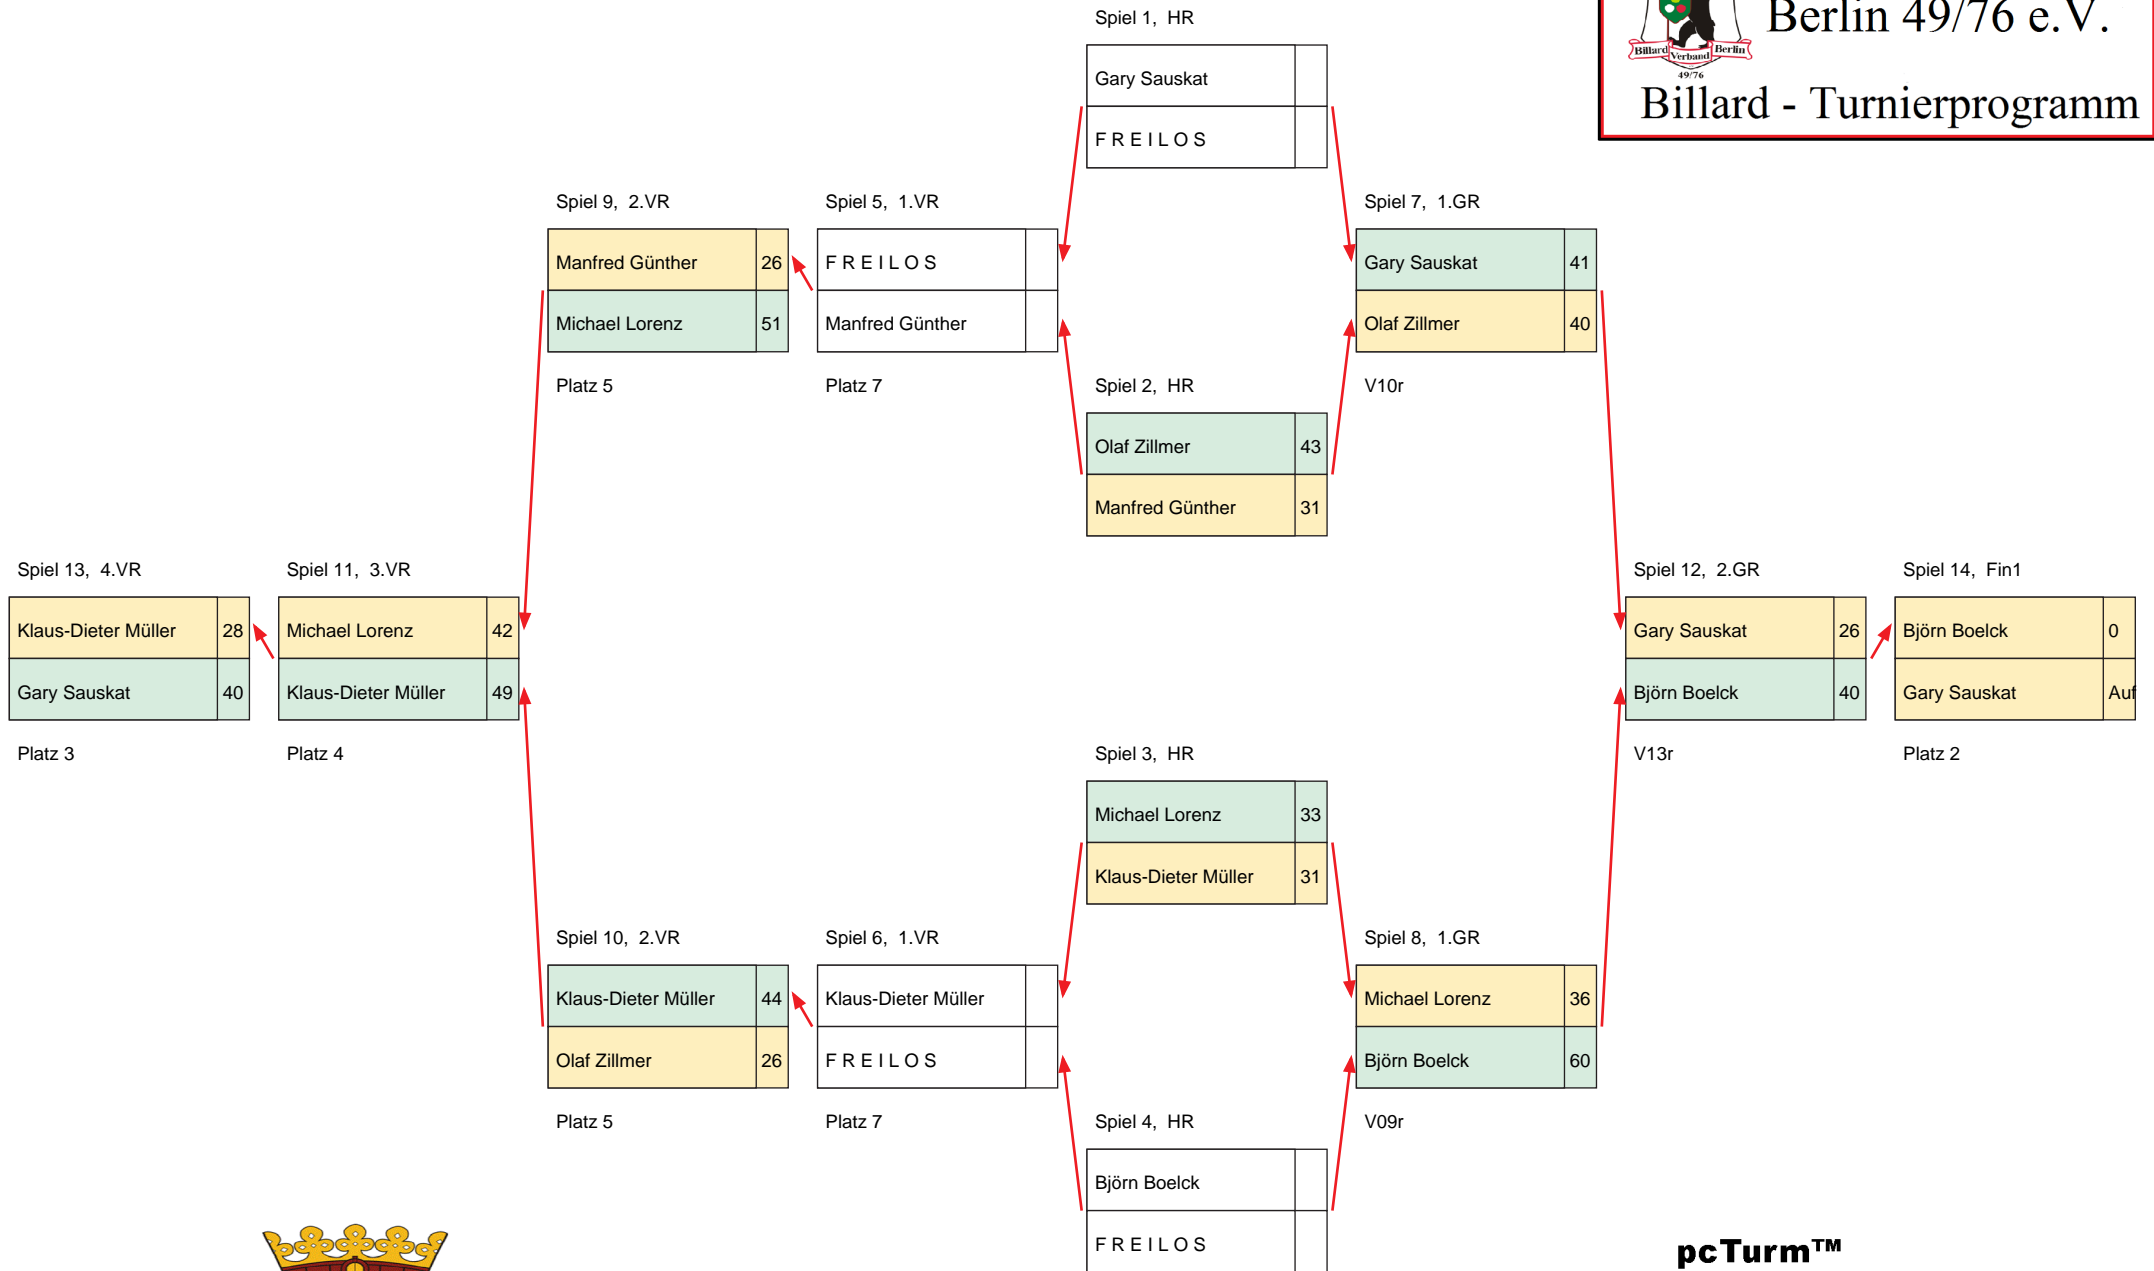 Berlin 49/76 e.V.
Billard Verband Berlin
49/76
Billard - Turnierprogramm
Spiel 1, HR
Gary Sauskat
F R E I L O S
Spiel 9, 2.VR
Manfred Günther 26
Michael Lorenz 51
Platz 5
Spiel 5, 1.VR
F R E I L O S
Manfred Günther
Platz 7
Spiel 7, 1.GR
Gary Sauskat 41
Olaf Zillmer 40
V10r
Spiel 2, HR
Olaf Zillmer 43
Manfred Günther 31
Spiel 13, 4.VR
Klaus-Dieter Müller 28
Gary Sauskat 40
Platz 3
Spiel 11, 3.VR
Michael Lorenz 42
Klaus-Dieter Müller 49
Platz 4
Spiel 12, 2.GR
Gary Sauskat 26
Björn Boelck 40
V13r
Spiel 14, Fin1
Björn Boelck 0
Gary Sauskat Auf
Platz 2
Spiel 3, HR
Michael Lorenz 33
Klaus-Dieter Müller 31
Spiel 10, 2.VR
Klaus-Dieter Müller 44
Olaf Zillmer 26
Platz 5
Spiel 6, 1.VR
Klaus-Dieter Müller
F R E I L O S
Platz 7
Spiel 8, 1.GR
Michael Lorenz 36
Björn Boelck 60
V09r
Spiel 4, HR
Björn Boelck
F R E I L O S
pcTurm™